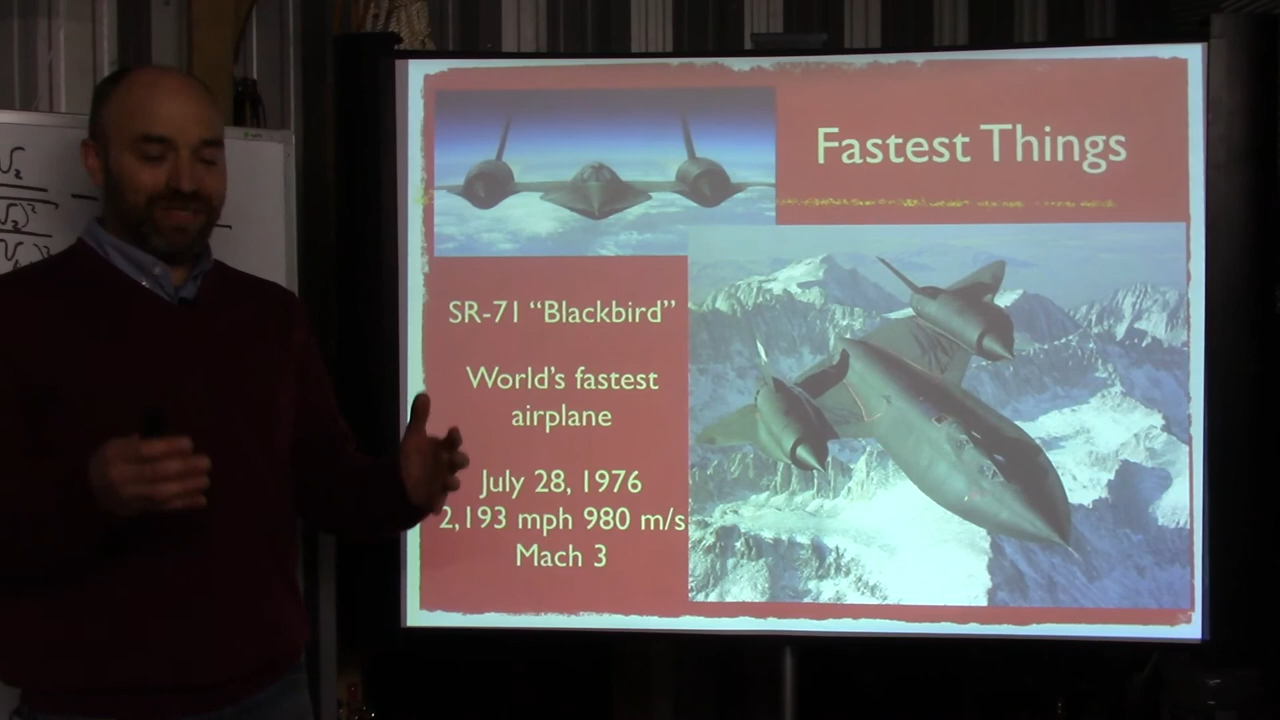 Fastest Things
SR-71 “Blackbird”
World’s fastest
airplane
July 28, 1976
2,193 mph 980 m/s
Mach 3